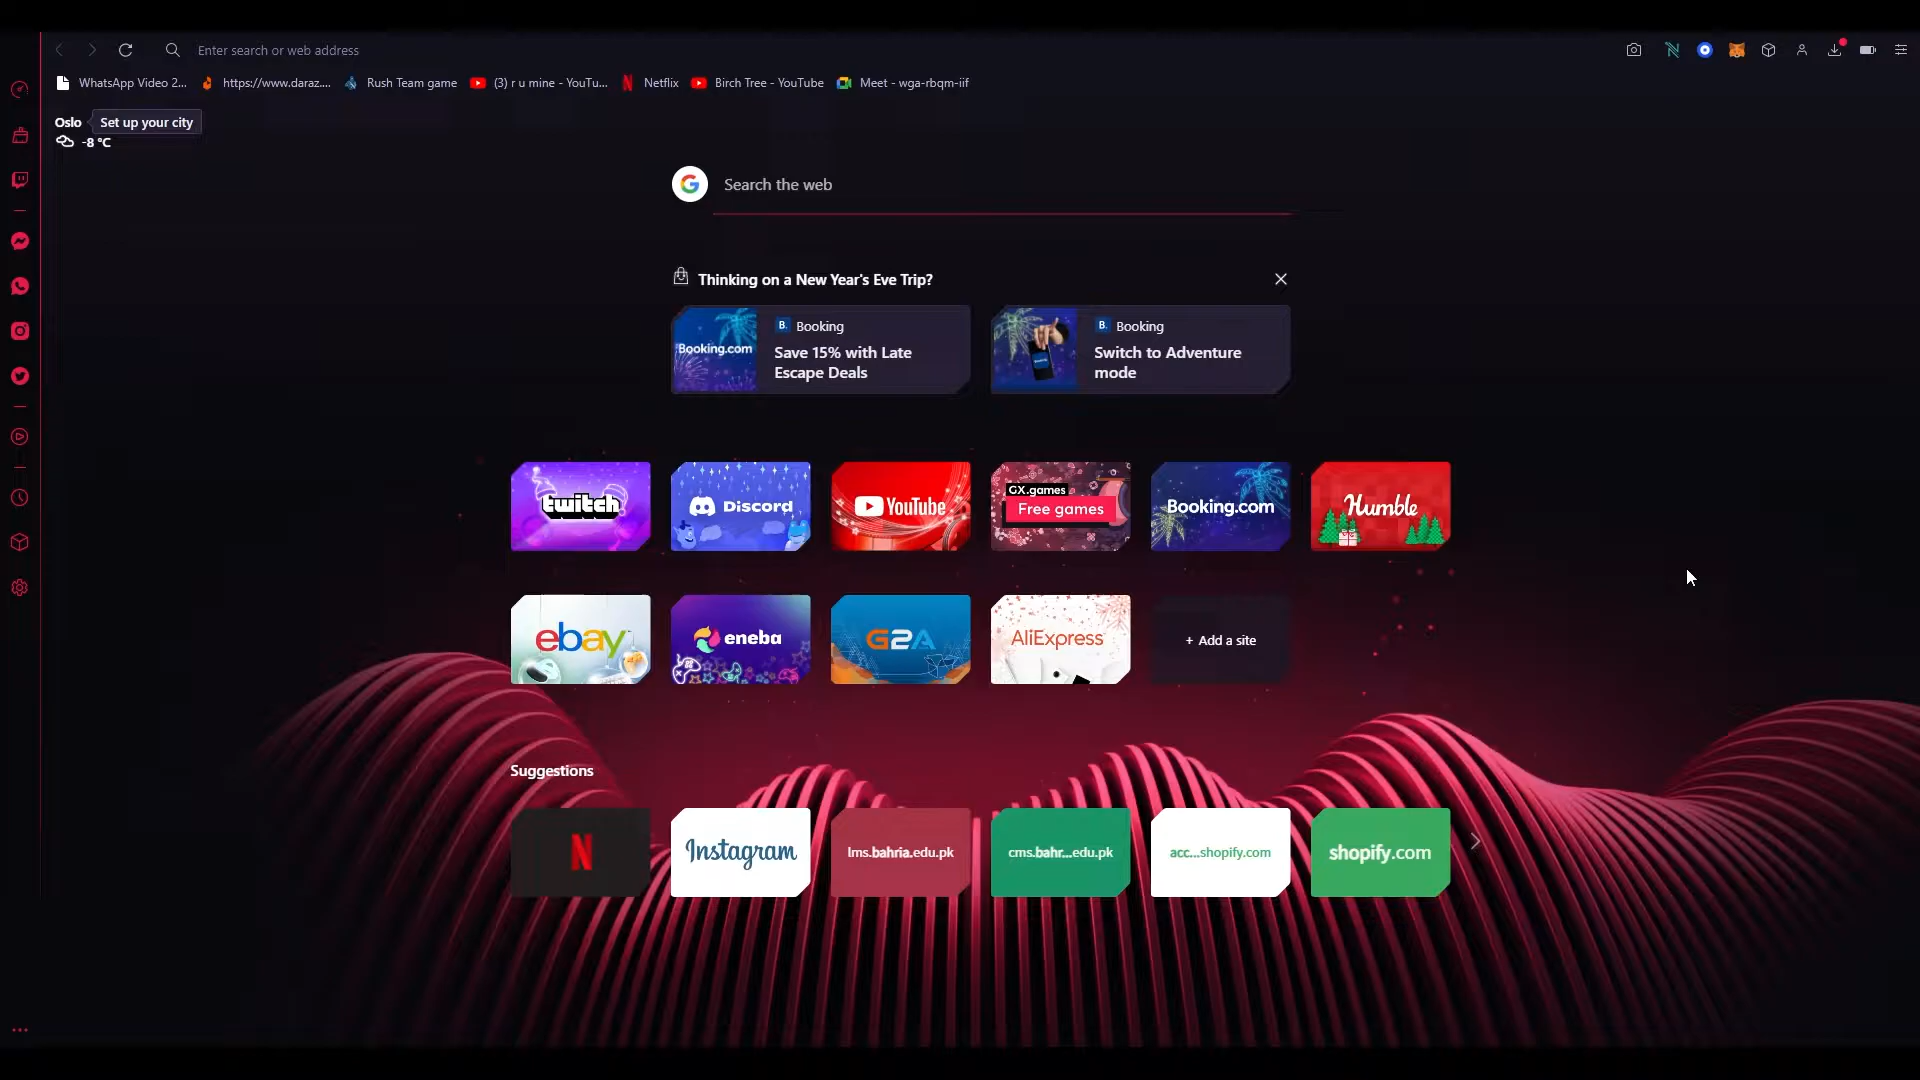 Enter search or web address
WhatsApp Video 2...
https://www.daraz....
Rush Team game
(3) r u mine - YouTu...
Netflix
Birch Tree - YouTube
Meet - wga-rbqm-iif
Oslo
Set up your city
-8 °C
Search the web
Thinking on a New Year's Eve Trip?
Booking.com
B. Booking
Save 15% with Late
Escape Deals
B. Booking
Switch to Adventure
mode
twitch
Discord
YouTube
GX.games
Free games
Booking.com
Humble
ebay
eneba
G2A
AliExpress
+ Add a site
Suggestions
N
Instagram
lms.bahria.edu.pk
cms.bahr...edu.pk
acc...shopify.com
shopify.com